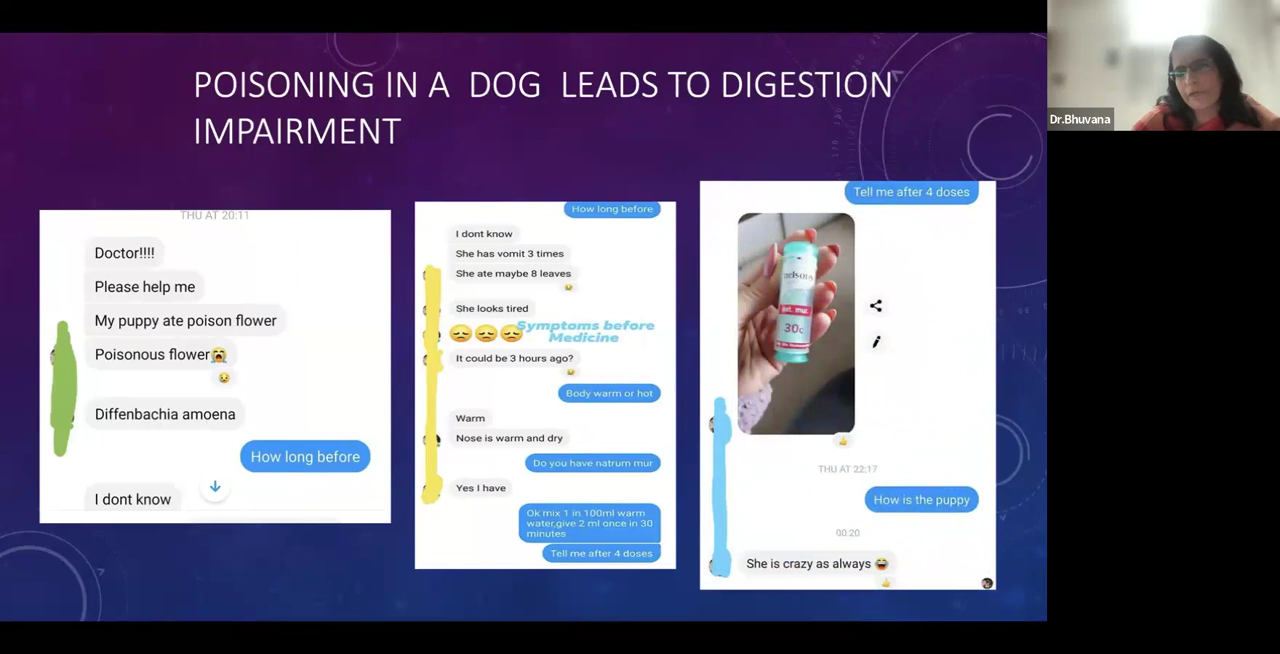 POISONING IN A DOG LEADS TO DIGESTION
IMPAIRMENT
Dr.Bhuvana
THU AT 20:11
Doctor!!!!
Please help me
My puppy ate poison flower
Poisonous flower😭
Diffenbachia amoena
How long before
I dont know
How long before
I dont know
She has vomit 3 times
She ate maybe 8 leaves
She looks tired
😞😞😞
Symptoms before
Medicine
It could be 3 hours ago?
Body warm or hot
Warm
Nose is warm and dry
Do you have natrum mur
Yes I have
Ok mix 1 in 100ml warm
water,give 2 ml once in 30
minutes
Tell me after 4 doses
Tell me after 4 doses
nelsons
mur.
30c
THU AT 22:17
How is the puppy
00:20
She is crazy as always 😂